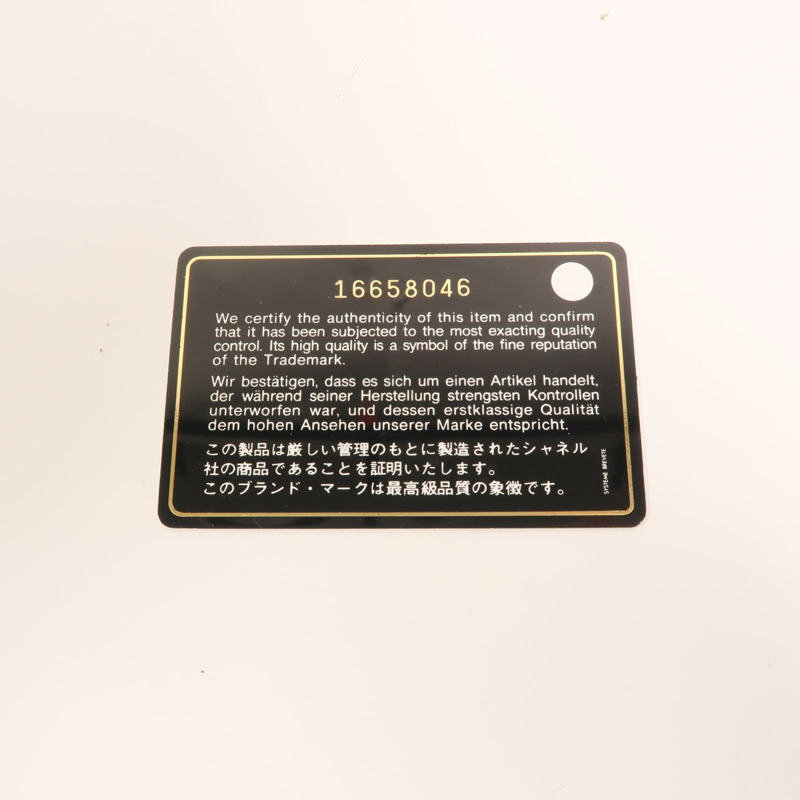 16658046
We certify the authenticity of this item and confirm
that it has been subjected to the most exacting quality
control. Its high quality is a symbol of the fine reputation
of the Trademark.
Wir bestätigen, dass es sich um einen Artikel handelt,
der während seiner Herstellung strengsten Kontrollen
unterworfen war, und dessen erstklassige Qualität
dem hohen Ansehen unserer Marke entspricht.
この製品は厳しい管理のもとに製造されたシャネル
社の商品であることを証明いたします。
このブランド・マークは最高級品質の象徴です。
SYSTEME BREVETE